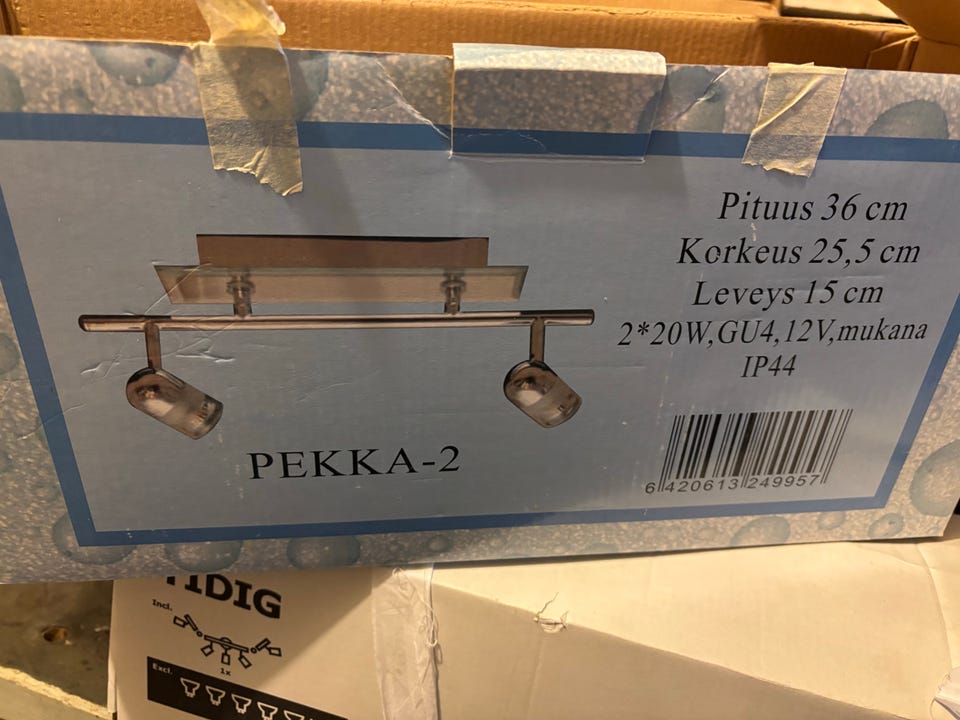 Pituus 36 cm
Korkeus 25,5 cm
Leveys 15 cm
2*20W,GU4,12V,mukana
IP44
PEKKA-2
6 420613 249957
TIDIG
Incl.
1x
Excl.